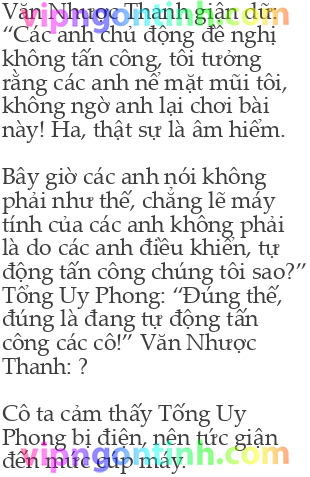 Văn Nhược Thanh giận dữ:
“Các anh chủ động đề nghị
không tấn công, tôi tưởng
rằng các anh nể mặt mũi tôi,
không ngờ anh lại chơi bài
này! Ha, thật sự là âm hiểm.
Bây giờ các anh nói không
phải như thế, chẳng lẽ máy
tính của các anh không phải
là do các anh điều khiển, tự
động tấn công chúng tôi sao?”
Tổng Uy Phong: “Đúng thế,
đúng là đang tự động tấn
công các cô!” Văn Nhược
Thanh: ?
Cô ta cảm thấy Tống Uy
Phong bị điên, nên tức giận
đến mức cúp máy.
vipngontinh.com
vipngontinh.com